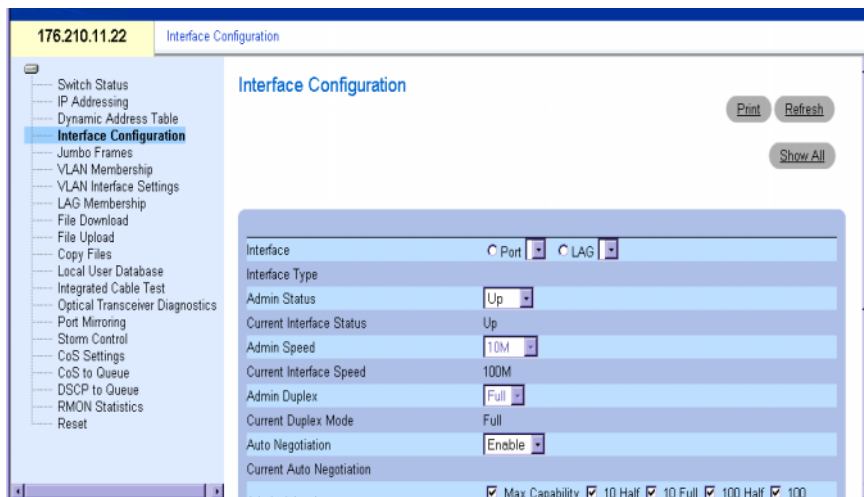 176.210.11.22
Interface Configuration
Switch Status
IP Addressing
Dynamic Address Table
Interface Configuration
Jumbo Frames
VLAN Membership
VLAN Interface Settings
LAG Membership
File Download
File Upload
Copy Files
Local User Database
Integrated Cable Test
Optical Transceiver Diagnostics
Port Mirroring
Storm Control
CoS Settings
CoS to Queue
DSCP to Queue
RMON Statistics
Reset
Interface Configuration
Print Refresh
Show All
Interface Port LAG
Interface Type
Admin Status Up
Current Interface Status Up
Admin Speed 10M
Current Interface Speed 100M
Admin Duplex Full
Current Duplex Mode Full
Auto Negotiation Enable
Current Auto Negotiation
Max Capability 10 Half 10 Full 100 Half 100